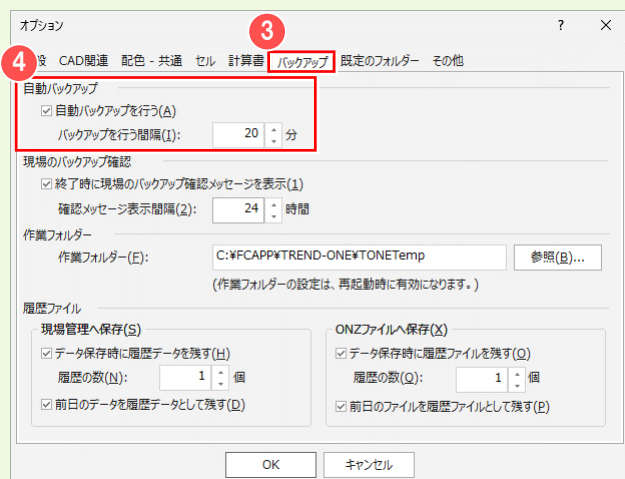 オプション ? ×
3
4
設 CAD関連 配色 - 共通 セル 計算書 バックアップ 既定のフォルダー その他
自動バックアップ
自動バックアップを行う(A)
バックアップを行う間隔(I): 20 分
現場のバックアップ確認
終了時に現場のバックアップ確認メッセージを表示(1)
確認メッセージ表示間隔(2): 24 時間
作業フォルダー
作業フォルダー(F): C:¥FCAPP¥TREND-ONE¥TONETemp 参照(B)...
(作業フォルダーの設定は、再起動時に有効になります。)
履歴ファイル
現場管理へ保存(S)
データ保存時に履歴データを残す(H)
履歴の数(N): 1 個
前日のデータを履歴データとして残す(D)
ONZファイルへ保存(X)
データ保存時に履歴ファイルを残す(O)
履歴の数(Q): 1 個
前日のファイルを履歴ファイルとして残す(P)
OK キャンセル